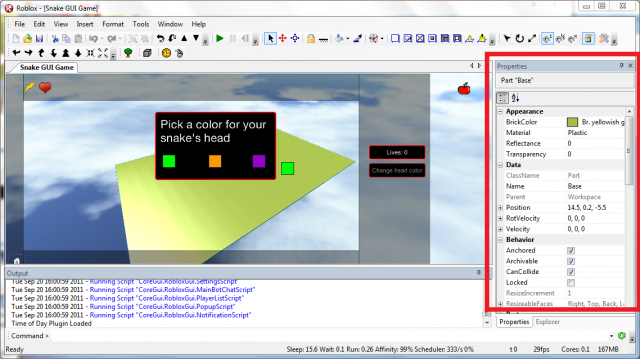 Roblox - [Snake GUI Game]
File Edit View Insert Format Tools Window Help
Snake GUI Game
Pick a color for your
snake's head
Lives: 0
Change head color
Output
Tue Sep 20 16:00:59 2011 - Running Script "CoreGui.RobloxGui.SettingsScript"
Tue Sep 20 16:00:59 2011 - Running Script "CoreGui.RobloxGui.MainBotChatScript"
Tue Sep 20 16:00:59 2011 - Running Script "CoreGui.RobloxGui.PlayerListScript"
Tue Sep 20 16:00:59 2011 - Running Script "CoreGui.RobloxGui.PopupScript"
Tue Sep 20 16:00:59 2011 - Running Script "CoreGui.RobloxGui.NotificationScript"
Time of Day Plugin Loaded
Command >
Properties
Part "Base"
Appearance
BrickColor Br. yellowish g
Material Plastic
Reflectance 0
Transparency 0
Data
ClassName Part
Name Base
Parent Workspace
Position 14.5, 0.2, -5.5
RotVelocity 0, 0, 0
Velocity 0, 0, 0
Behavior
Anchored
Archivable
CanCollide
Locked
ResizeIncrement 1
ResizeableFaces Right, Top, Back, L
Properties Explorer
Ready Sleep: 15.6 Wait: 0.1 Run: 0.26 Affinity: 99% Scheduler: 333/s 0% t 0 29fps Cores: 0.1 167MB